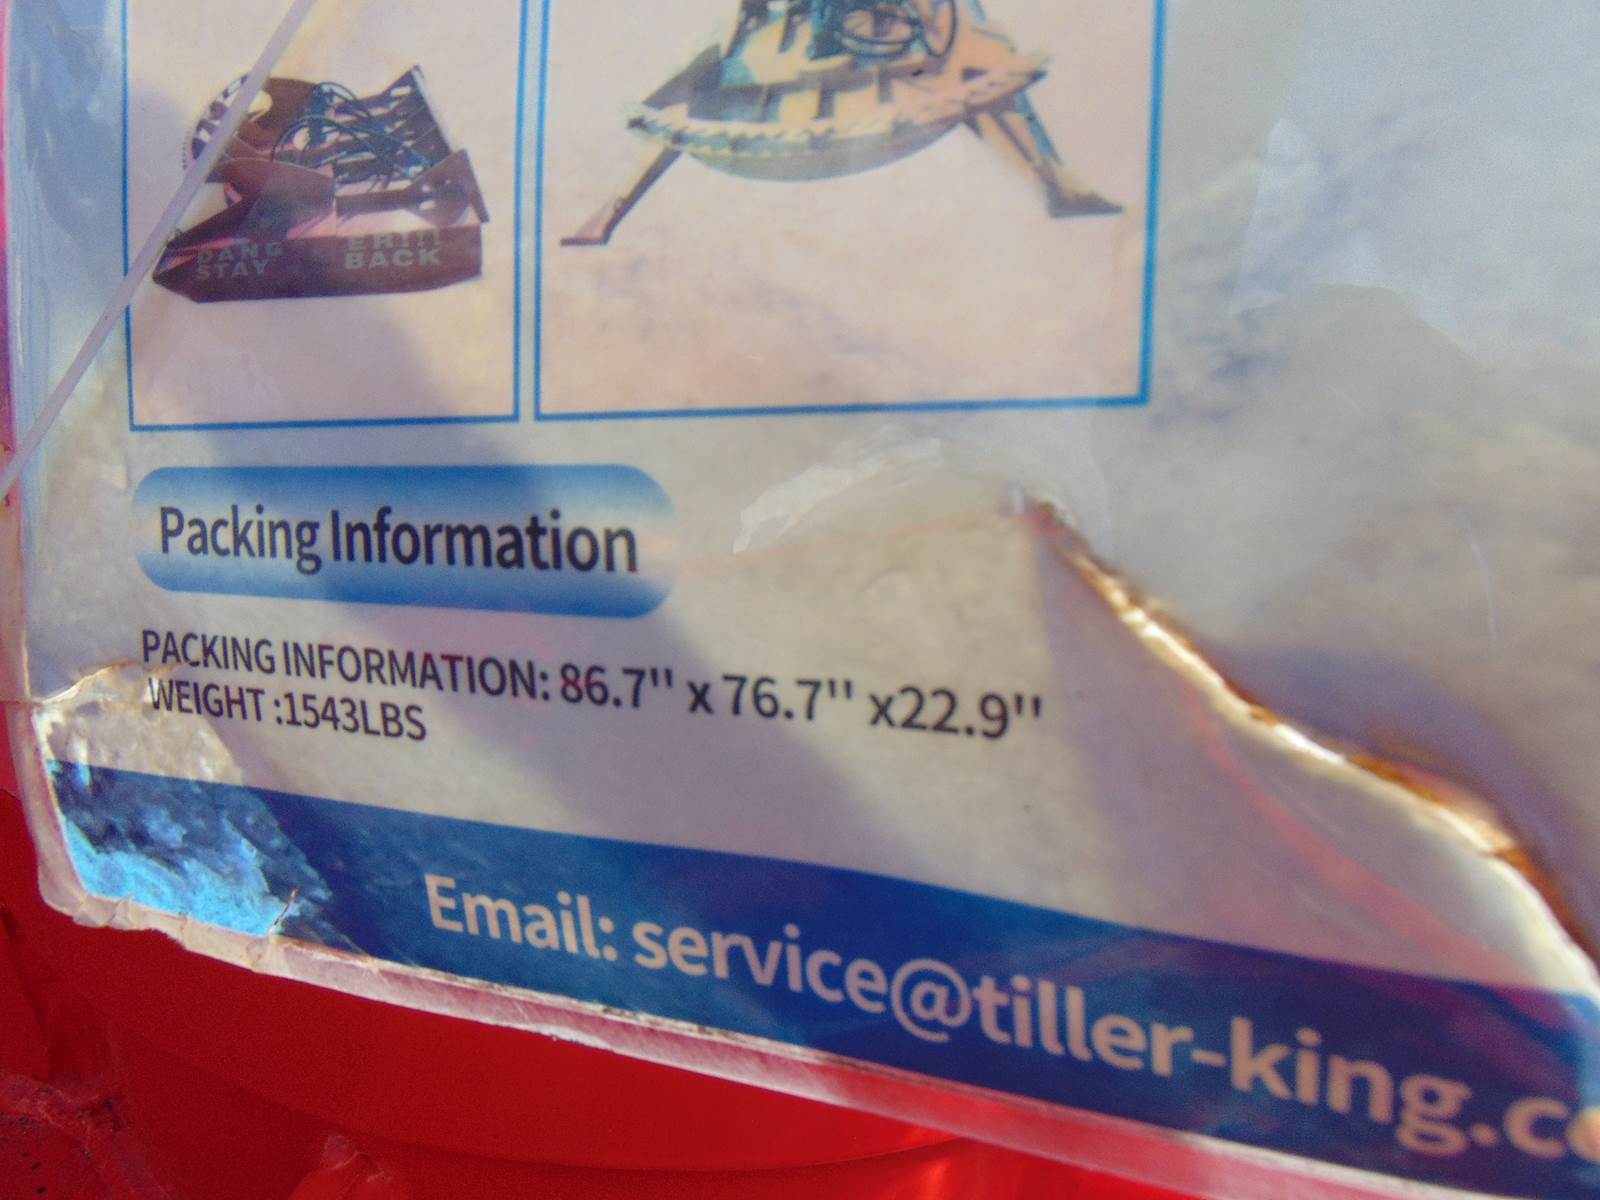 DANG ER!!!
STAY BACK
Packing Information
PACKING INFORMATION: 86.7'' x 76.7'' x22.9''
WEIGHT :1543LBS
Email: service@tiller-king.co